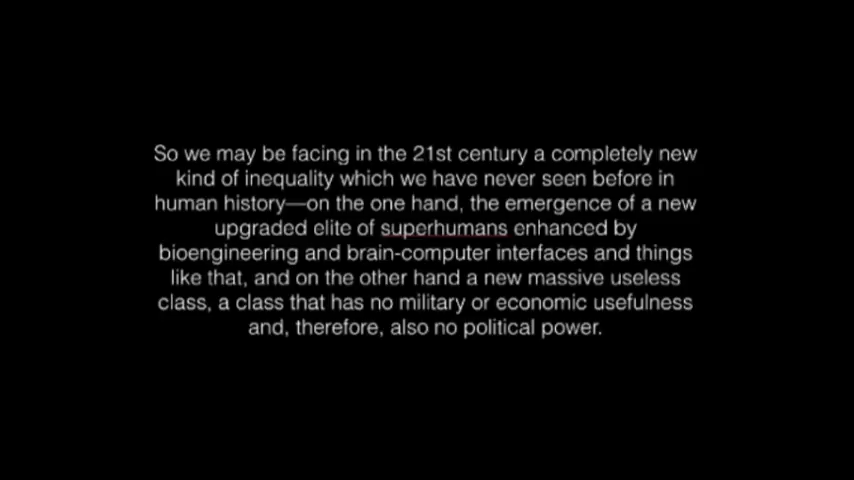 So we may be facing in the 21st century a completely new
kind of inequality which we have never seen before in
human history—on the one hand, the emergence of a new
upgraded elite of superhumans enhanced by
bioengineering and brain-computer interfaces and things
like that, and on the other hand a new massive useless
class, a class that has no military or economic usefulness
and, therefore, also no political power.